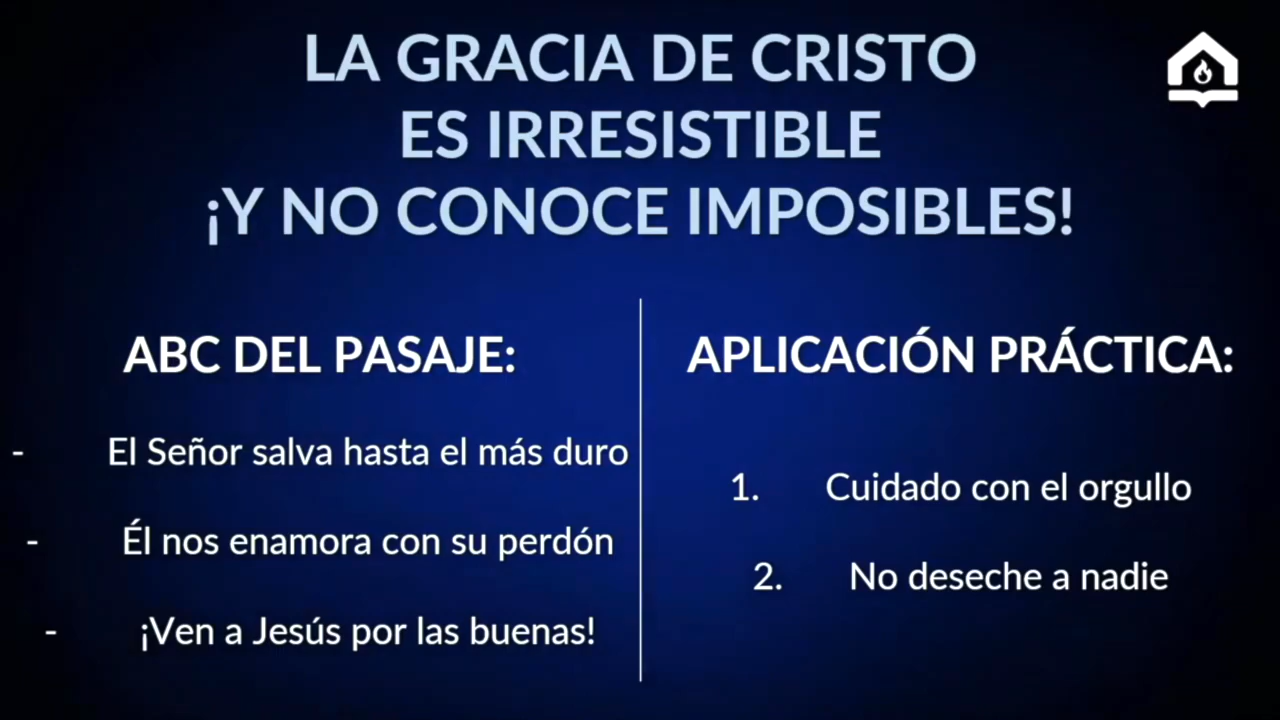 LA GRACIA DE CRISTO
ES IRRESISTIBLE
¡Y NO CONOCE IMPOSIBLES!
ABC DEL PASAJE:
- El Señor salva hasta el más duro
- Él nos enamora con su perdón
- ¡Ven a Jesús por las buenas!
APLICACIÓN PRÁCTICA:
1. Cuidado con el orgullo
2. No deseche a nadie